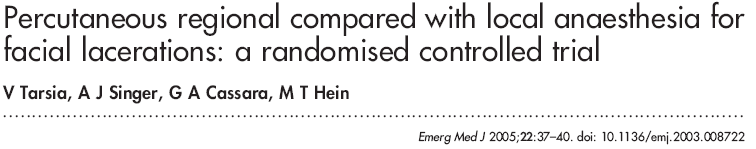 Percutaneous regional compared with local anaesthesia for
facial lacerations: a randomised controlled trial
V Tarsia, A J Singer, G A Cassara, M T Hein
Emerg Med J 2005;22:37–40. doi: 10.1136/emj.2003.008722